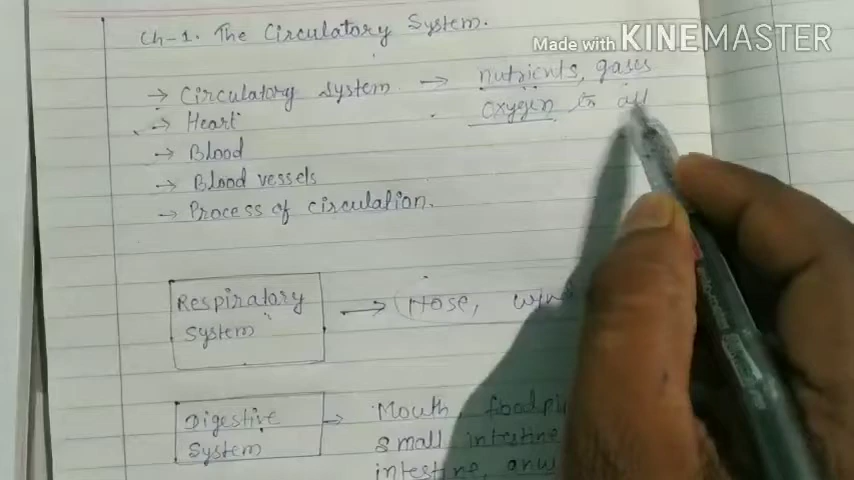 Made with KINEMASTER
Ch-1. The Circulatory System.
→ Circulatory System → nutrients, gases
oxygen to all
→ Heart
→ Blood
→ Blood vessels
→ Process of circulation.
Respiratory → Nose,
System
Digestive → Mouth,
System small intestine
intestine,